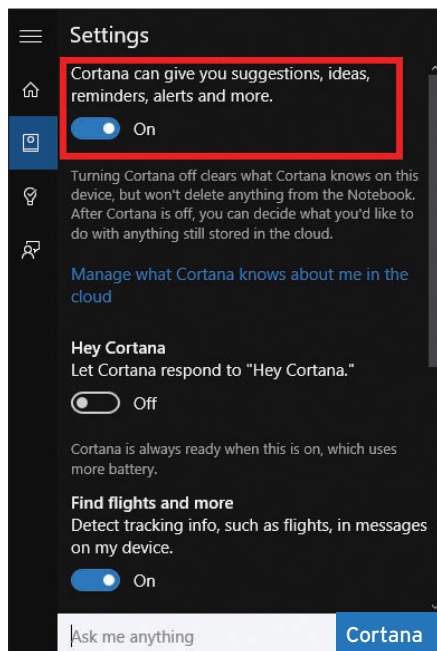 Settings
Cortana can give you suggestions, ideas,
reminders, alerts and more.
On
Turning Cortana off clears what Cortana knows on this
device, but won't delete anything from the Notebook.
After Cortana is off, you can decide what you'd like to
do with anything still stored in the cloud.
Manage what Cortana knows about me in the
cloud
Hey Cortana
Let Cortana respond to "Hey Cortana."
Off
Cortana is always ready when this is on, which uses
more battery.
Find flights and more
Detect tracking info, such as flights, in messages
on my device.
On
Ask me anything
Cortana